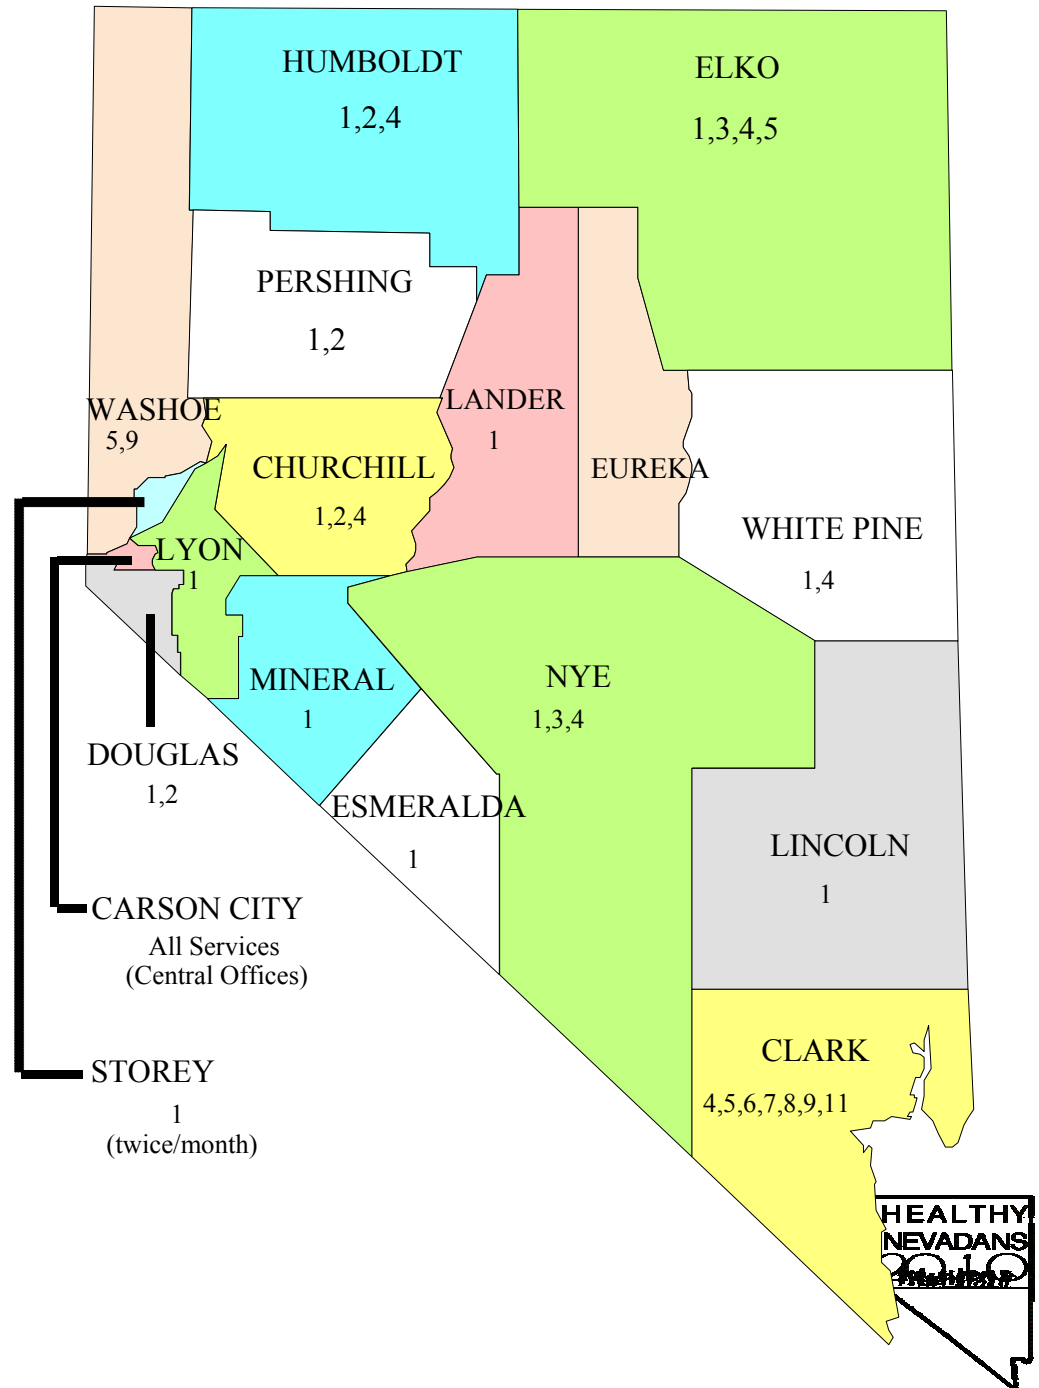 HUMBOLDT
1,2,4
ELKO
1,3,4,5
PERSHING
1,2
WASHOE
5,9
LANDER
1
CHURCHILL
1,2,4
EUREKA
WHITE PINE
1,4
LYON
1
MINERAL
1
NYE
1,3,4
DOUGLAS
1,2
ESMERALDA
1
LINCOLN
1
CARSON CITY
All Services
(Central Offices)
CLARK
4,5,6,7,8,9,11
STOREY
1
(twice/month)
HEALTHY
NEVADANS